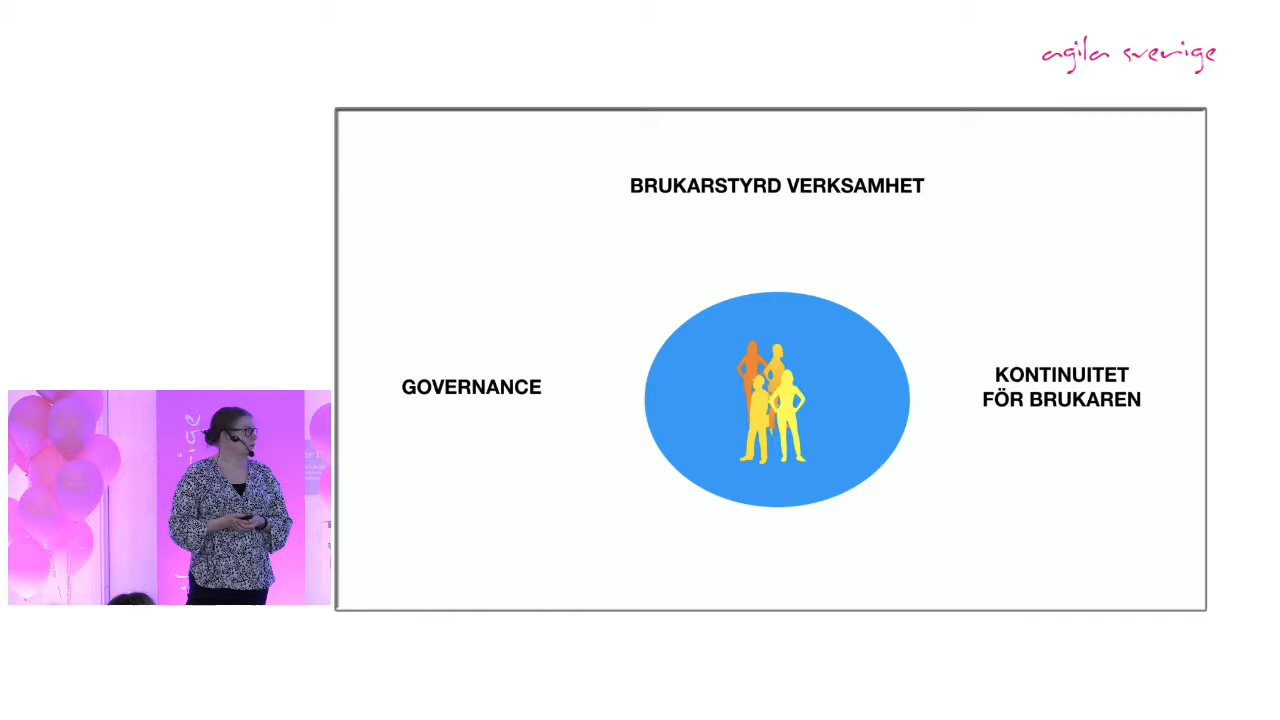 agila sverige
BRUKARSTYRD VERKSAMHET
GOVERNANCE
KONTINUITET
FÖR BRUKAREN